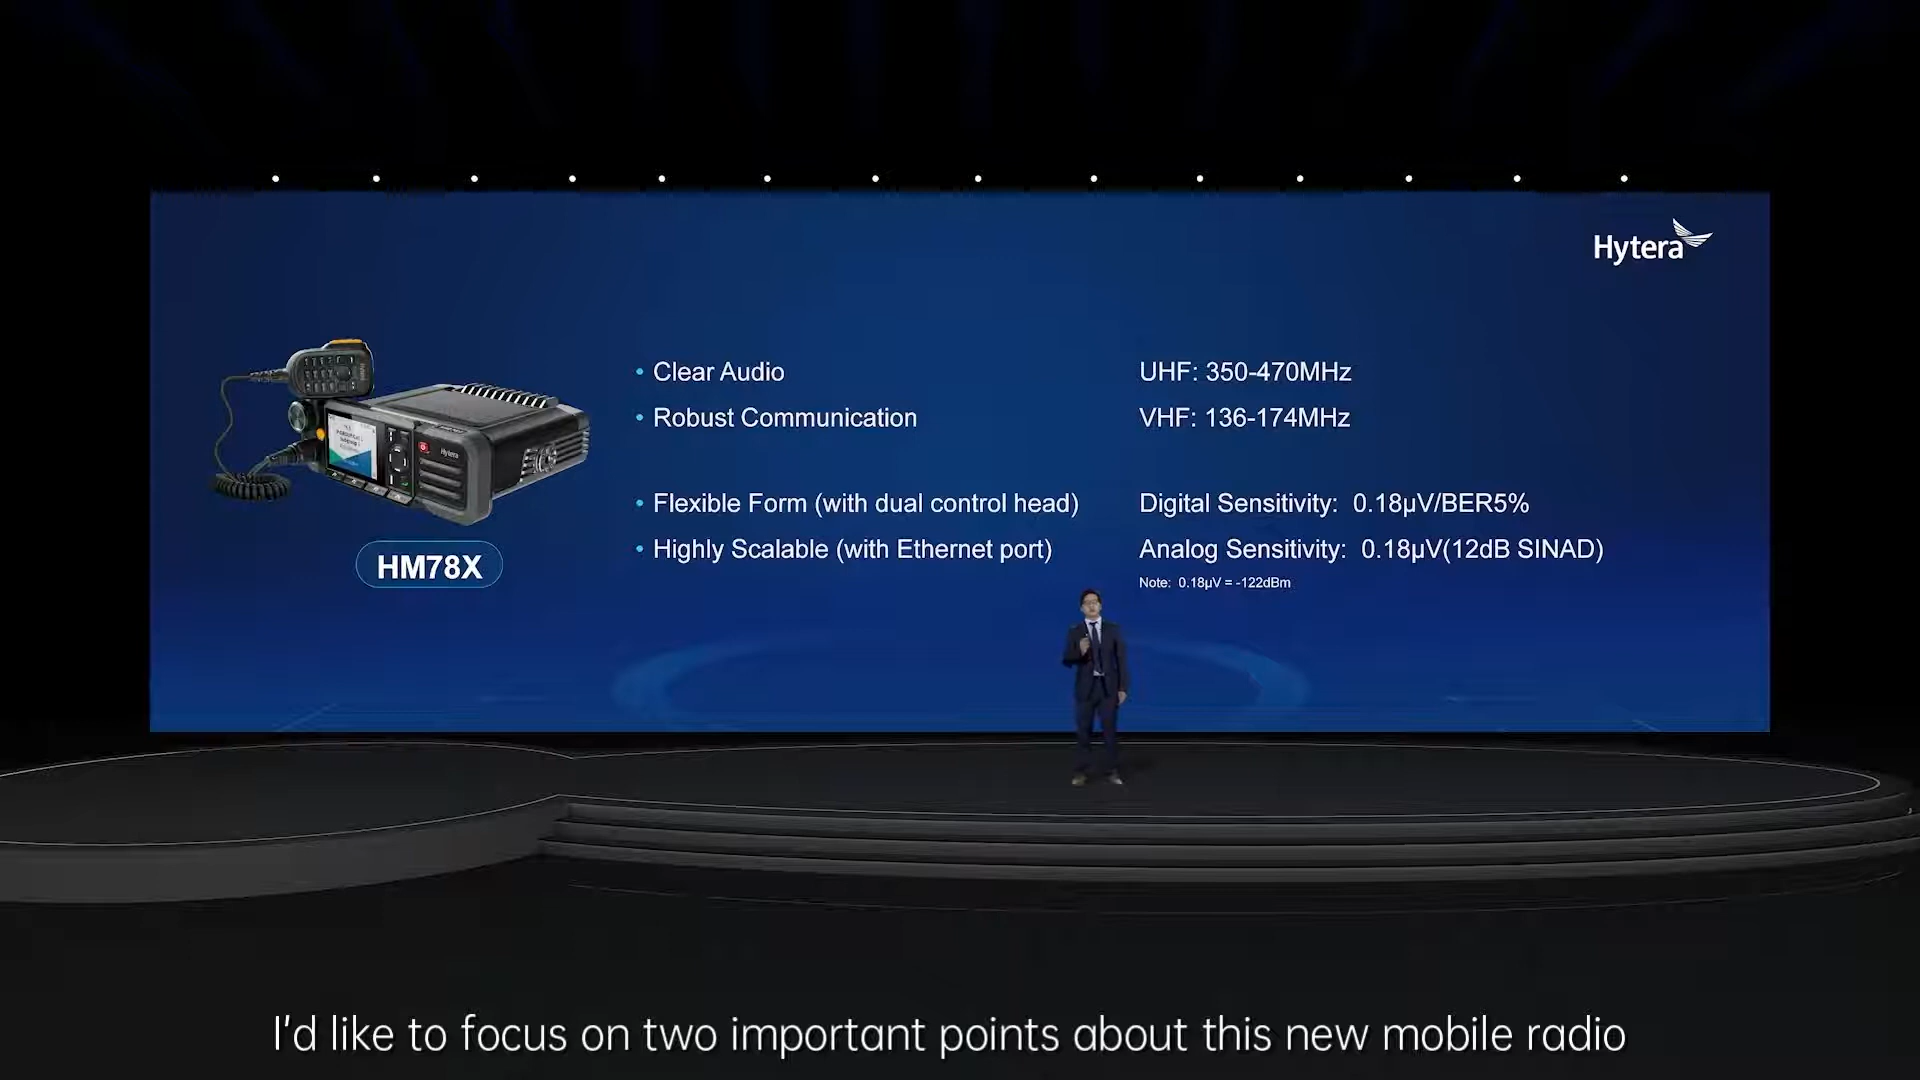 Hytera
• Clear Audio
• Robust Communication
• Flexible Form (with dual control head)
• Highly Scalable (with Ethernet port)
UHF: 350-470MHz
VHF: 136-174MHz
Digital Sensitivity: 0.18µV/BER5%
Analog Sensitivity: 0.18µV(12dB SINAD)
Note: 0.18µV = -122dBm
Hytera
HM78X
I'd like to focus on two important points about this new mobile radio